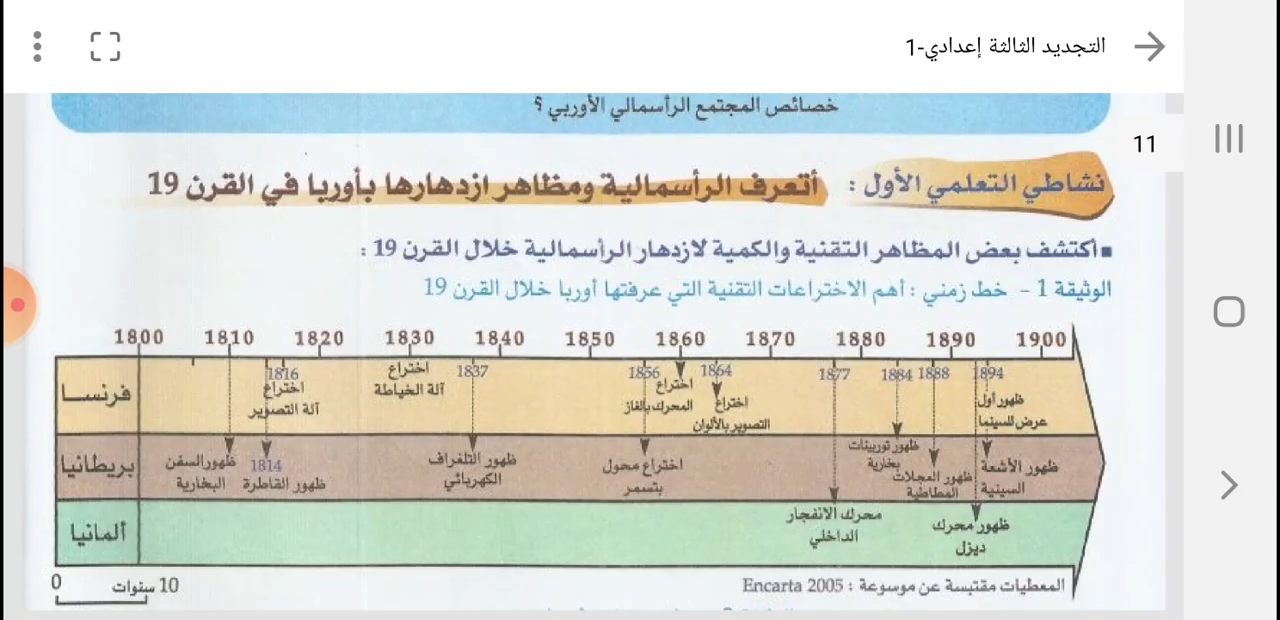 التجديد الثالثة إعدادي-1
خصائص المجتمع الرأسمالي الأوربي ؟
11
نشاطي التعلمي الأول : أتعرف الرأسمالية ومظاهر ازدهارها بأوربا في القرن 19
■ أكتشف بعض المظاهر التقنية والكمية لازدهار الرأسمالية خلال القرن 19 :
الوثيقة 1 - خط زمني : أهم الاختراعات التقنية التي عرفتها أوربا خلال القرن 19
1800 1810 1820 1830 1840 1850 1860 1870 1880 1890 1900
فرنسا
1816
اختراع
آلة التصوير
اختراع
آلة الخياطة
1837
1856
اختراع
المحرك بالغاز
1864
اختراع
التصوير بالألوان
1877
1884
1888
1894
ظهور أول
عرض للسينما
بريطانيا
ظهور السفن
البخارية
1814
ظهور القاطرة
ظهور التلغراف
الكهربائي
اختراع محول
بتسمر
ظهور توربينات
بخارية
ظهور العجلات
المطاطية
ظهور الأشعة
السينية
ألمانيا
محرك الانفجار
الداخلي
ظهور محرك
ديزل
0 10 سنوات
المعطيات مقتبسة عن موسوعة : Encarta 2005